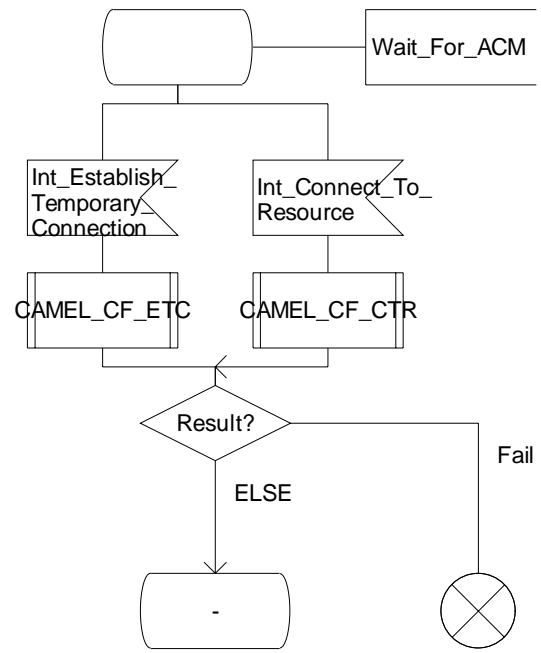 Wait_For_ACM
Int_Establish_
Temporary_
Connection
Int_Connect_To_
Resource
CAMEL_CF_ETC
CAMEL_CF_CTR
Result?
Fail
ELSE
-